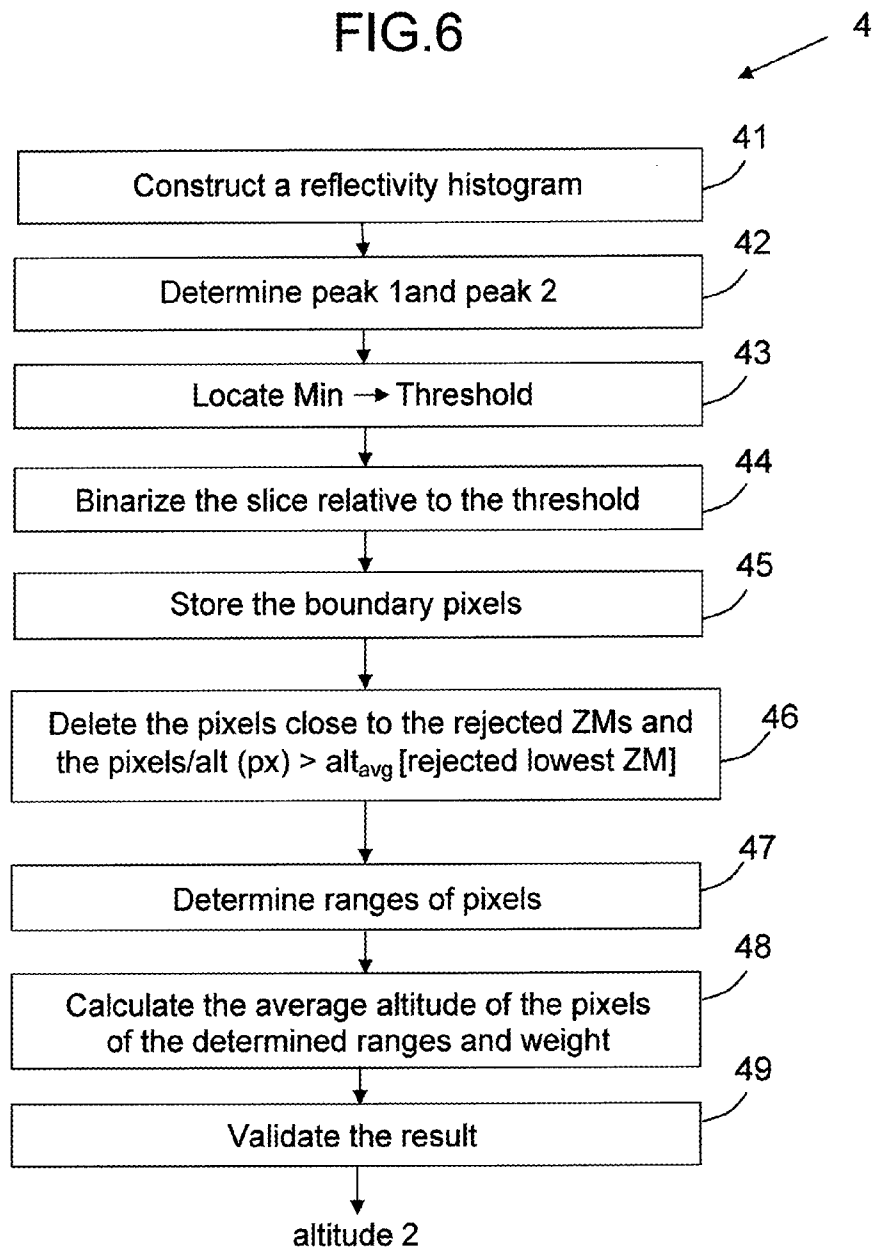 FIG.6
4
41
Construct a reflectivity histogram
42
Determine peak 1and peak 2
43
Locate Min → Threshold
44
Binarize the slice relative to the threshold
45
Store the boundary pixels
46
Delete the pixels close to the rejected ZMs and
the pixels/alt (px) > alt_avg [rejected lowest ZM]
47
Determine ranges of pixels
48
Calculate the average altitude of the pixels
of the determined ranges and weight
49
Validate the result
altitude 2